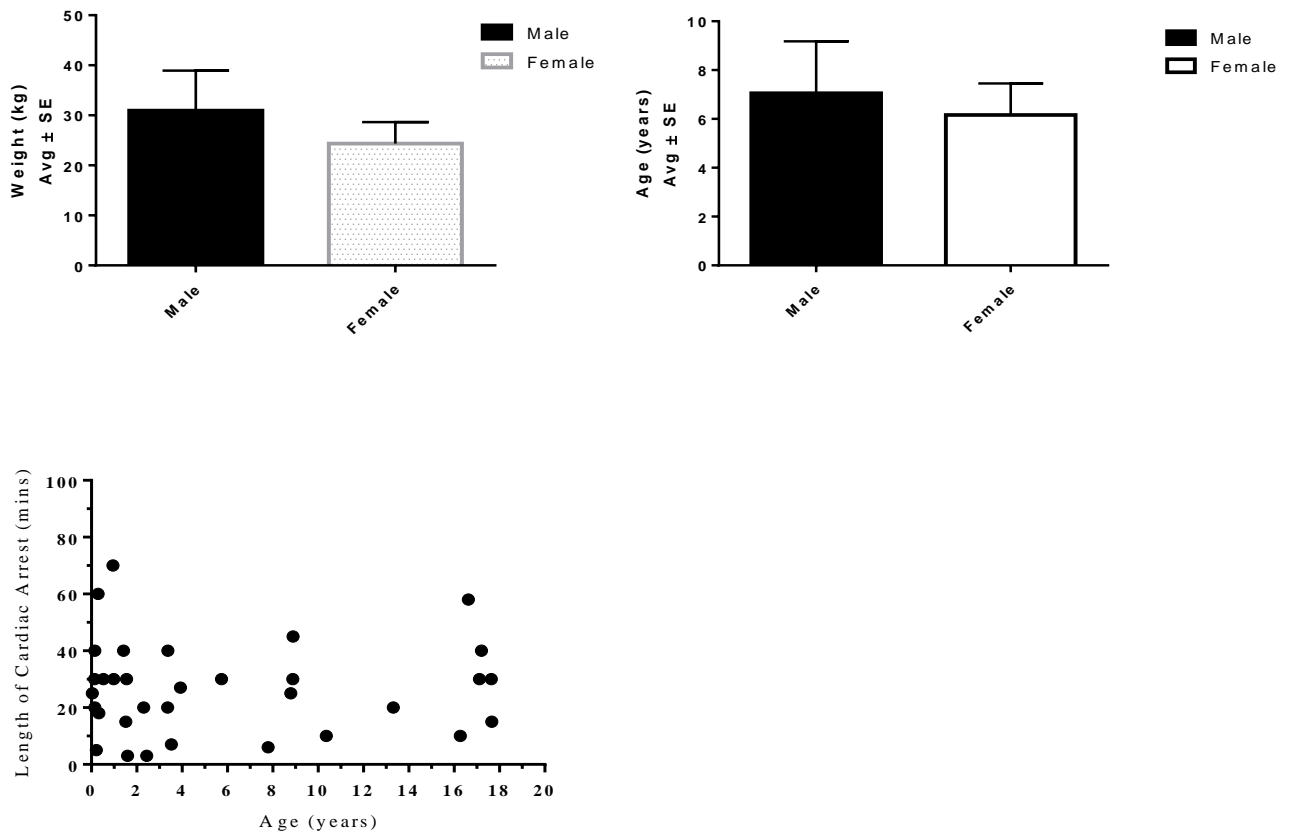 50
40
30
20
10
0
Weight (kg)
Avg ± SE
Male
Female
Male
Female
10
8
6
4
2
0
Age (years)
Avg ± SE
Male
Female
Male
Female
100
80
60
40
20
0
Length of Cardiac Arrest (mins)
0 2 4 6 8 10 12 14 16 18 20
Age (years)